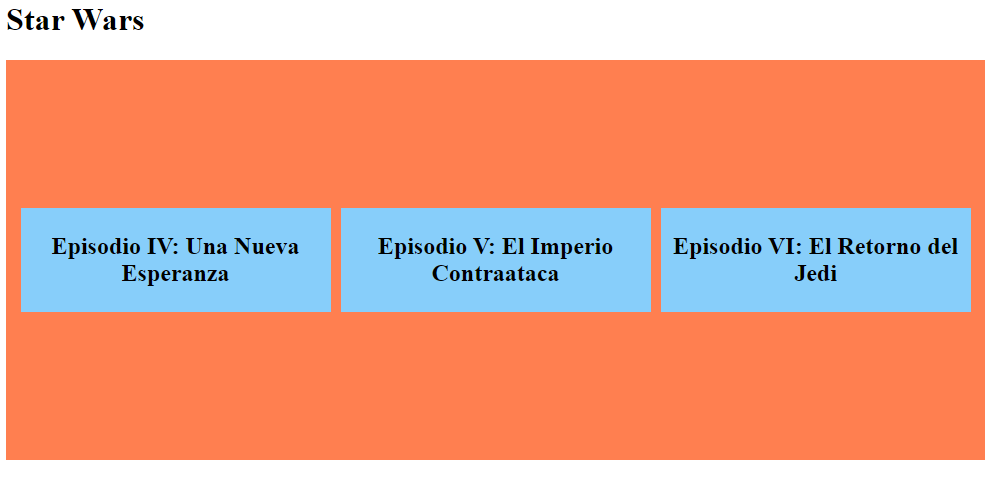 Star Wars
Episodio IV: Una Nueva
Esperanza
Episodio V: El Imperio
Contraataca
Episodio VI: El Retorno del
Jedi